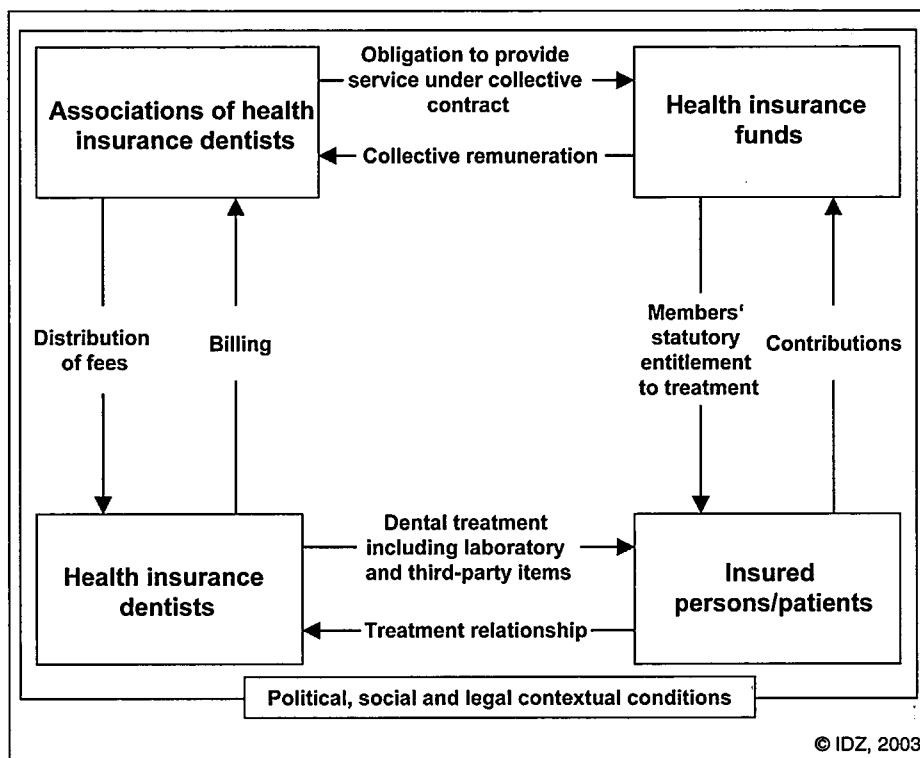 Obligation to provide
service under collective
contract
Associations of health
insurance dentists
Health insurance
funds
Collective remuneration
Distribution
of fees
Billing
Members‘
statutory
entitlement
to treatment
Contributions
Dental treatment
including laboratory
and third-party items
Health insurance
dentists
Insured
persons/patients
Treatment relationship
Political, social and legal contextual conditions
© IDZ, 2003